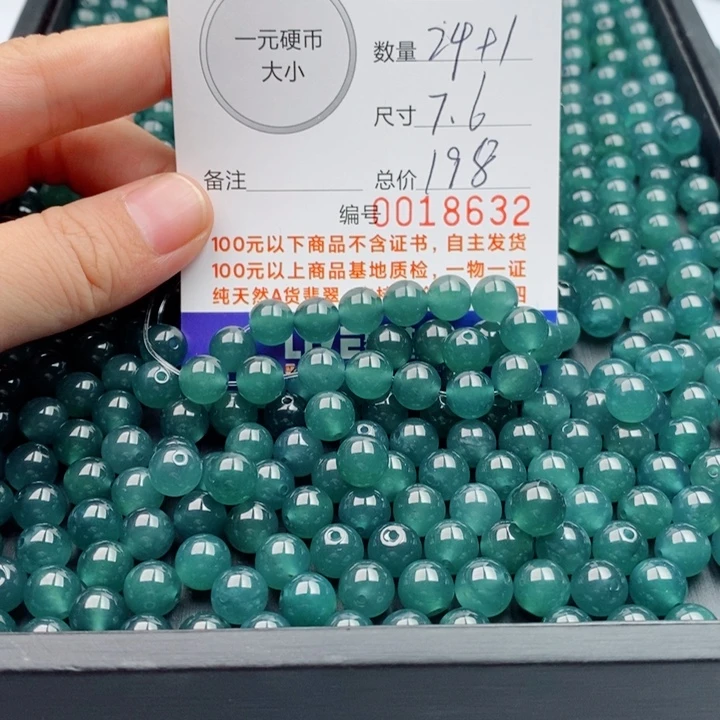 一元硬币
大小
数量 24+1
尺寸 7.6
备注
总价 198
编号 0018632
100元以下商品不含证书，自主发货
100元以上商品基地质检，一物一证
纯天然A货翡翠
LIVE